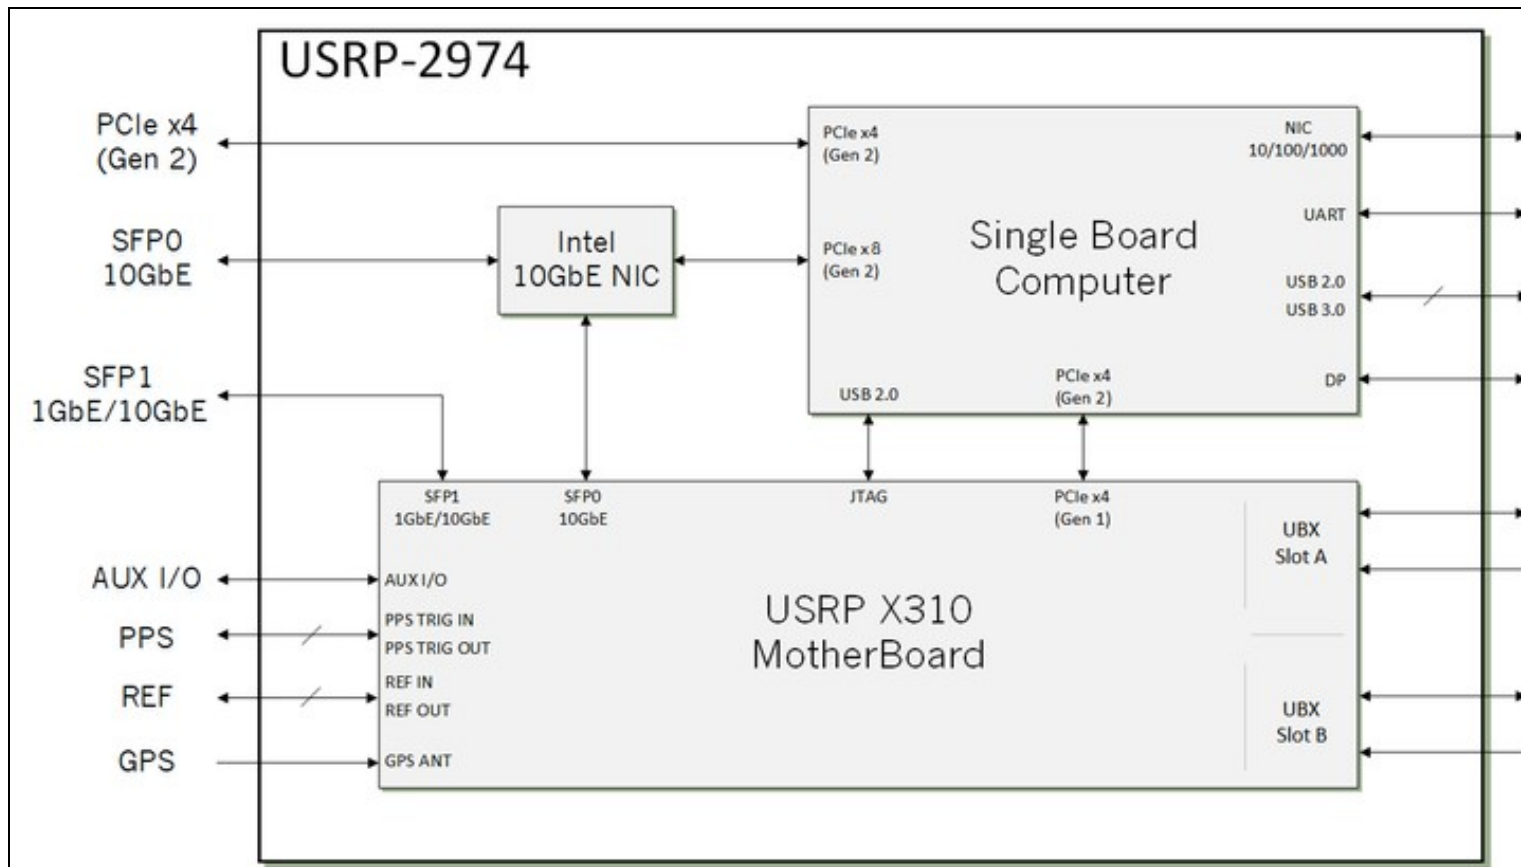 USRP-2974
PCIe x4
(Gen 2)
SFP0
10GbE
SFP1
1GbE/10GbE
AUX I/O
PPS
REF
GPS
Intel
10GbE NIC
PCIe x4
(Gen 2)
PCIe x8
(Gen 2)
Single Board
Computer
NIC
10/100/1000
UART
USB 2.0
USB 3.0
DP
USB 2.0
PCIe x4
(Gen 2)
SFP1
1GbE/10GbE
SFP0
10GbE
JTAG
PCIe x4
(Gen 1)
AUX I/O
PPS TRIG IN
PPS TRIG OUT
REF IN
REF OUT
GPS ANT
USRP X310
MotherBoard
UBX
Slot A
UBX
Slot B